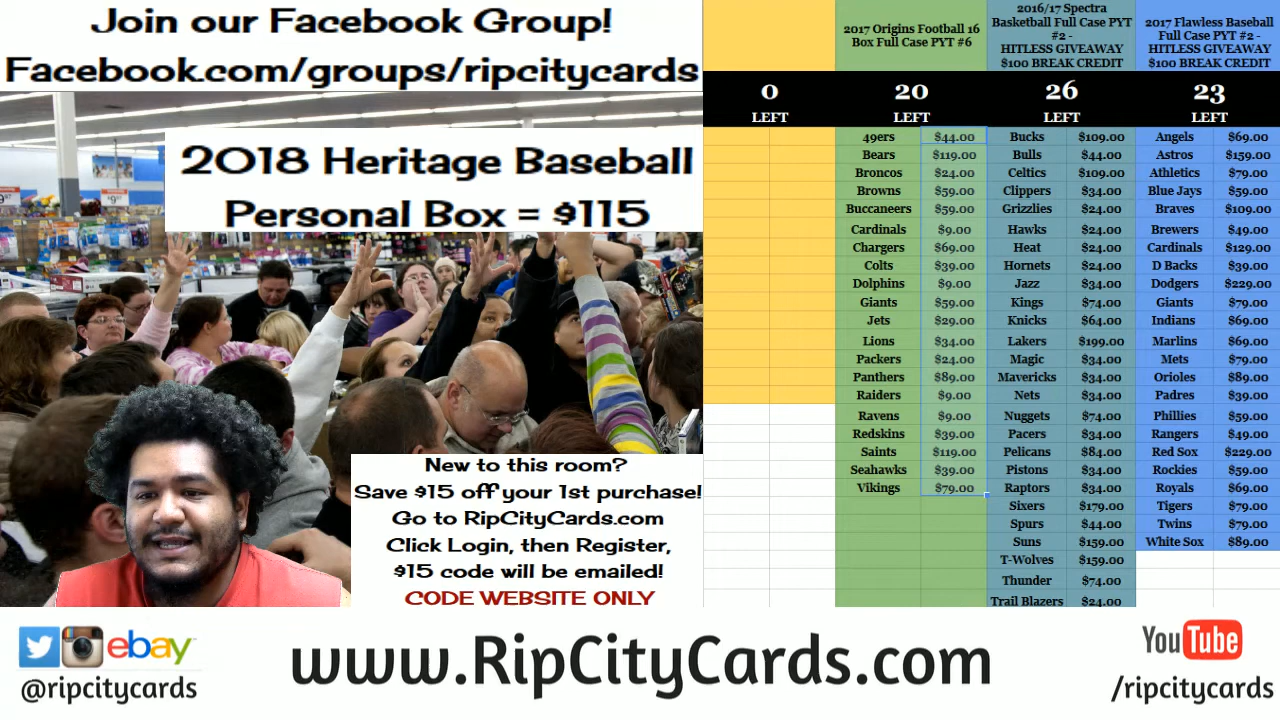 Join our Facebook Group!
Facebook.com/groups/ripcitycards
2018 Heritage Baseball
Personal Box = $115
New to this room?
Save $15 off your 1st purchase!
Go to RipCityCards.com
Click Login, then Register,
$15 code will be emailed!
CODE WEBSITE ONLY
2017 Origins Football 16
Box Full Case PYT #6
2016/17 Spectra
Basketball Full Case PYT
#2 -
HITLESS GIVEAWAY
$100 BREAK CREDIT
2017 Flawless Baseball
Full Case PYT #2 -
HITLESS GIVEAWAY
$100 BREAK CREDIT
0 20 26 23
LEFT LEFT LEFT LEFT
49ers $44.00 Bucks $109.00 Angels $69.00
Bears $119.00 Bulls $44.00 Astros $159.00
Broncos $24.00 Celtics $109.00 Athletics $79.00
Browns $59.00 Clippers $34.00 Blue Jays $59.00
Buccaneers $59.00 Grizzlies $24.00 Braves $109.00
Cardinals $9.00 Hawks $24.00 Brewers $49.00
Chargers $69.00 Heat $24.00 Cardinals $129.00
Colts $39.00 Hornets $24.00 D Backs $39.00
Dolphins $9.00 Jazz $34.00 Dodgers $229.00
Giants $59.00 Kings $74.00 Giants $79.00
Jets $29.00 Knicks $64.00 Indians $69.00
Lions $34.00 Lakers $199.00 Marlins $69.00
Packers $24.00 Magic $34.00 Mets $79.00
Panthers $89.00 Mavericks $34.00 Orioles $89.00
Raiders $9.00 Nets $34.00 Padres $39.00
Ravens $9.00 Nuggets $74.00 Phillies $59.00
Redskins $39.00 Pacers $34.00 Rangers $49.00
Saints $119.00 Pelicans $84.00 Red Sox $229.00
Seahawks $39.00 Pistons $34.00 Rockies $59.00
Vikings $79.00 Raptors $34.00 Royals $69.00
Sixers $179.00 Tigers $79.00
Spurs $44.00 Twins $79.00
Suns $159.00 White Sox $89.00
T-Wolves $159.00
Thunder $74.00
Trail Blazers $24.00
ebay
@ripcitycards
www.RipCityCards.com
YouTube
/ripcitycards